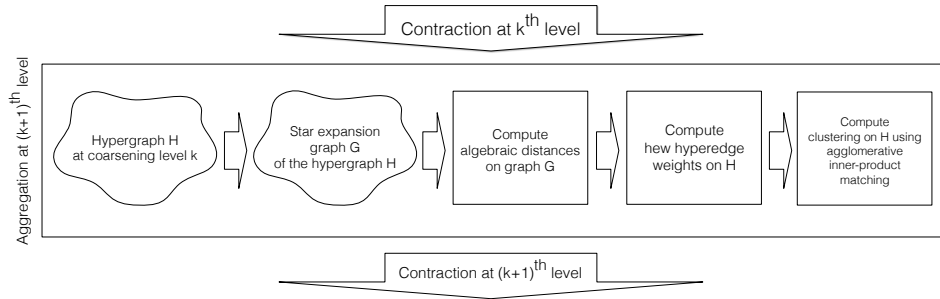 Contraction at k^th level
Aggregation at (k+1)^th level
Hypergraph H
at coarsening level k
Star expansion
graph G
of the hypergraph H
Compute
algebraic distances
on graph G
Compute
hew hyperedge
weights on H
Compute
clustering on H using
agglomerative
inner-product
matching
Contraction at (k+1)^th level